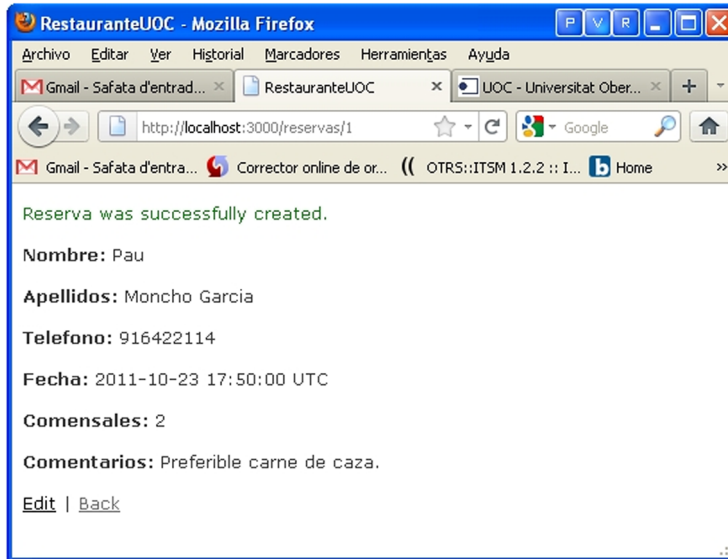 RestauranteUOC - Mozilla Firefox
P V R
Archivo Editar Ver Historial Marcadores Herramientas Ayuda
Gmail - Safata d'entrad... RestauranteUOC UOC - Universitat Ober...
http://localhost:3000/reservas/1 Google
Gmail - Safata d'entra... Corrector online de or... OTRS::ITSM 1.2.2 :: I... Home
Reserva was successfully created.
Nombre: Pau
Apellidos: Moncho Garcia
Telefono: 916422114
Fecha: 2011-10-23 17:50:00 UTC
Comensales: 2
Comentarios: Preferible carne de caza.
Edit | Back